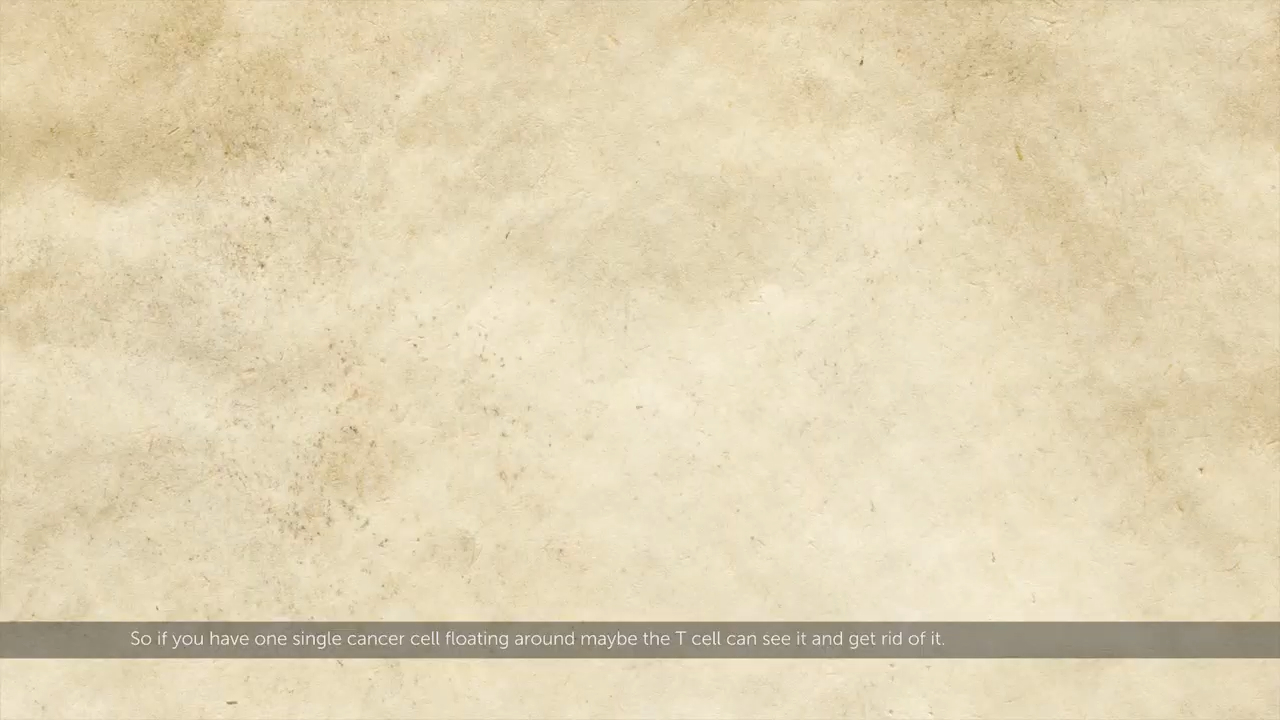 So if you have one single cancer cell floating around maybe the T cell can see it and get rid of it.